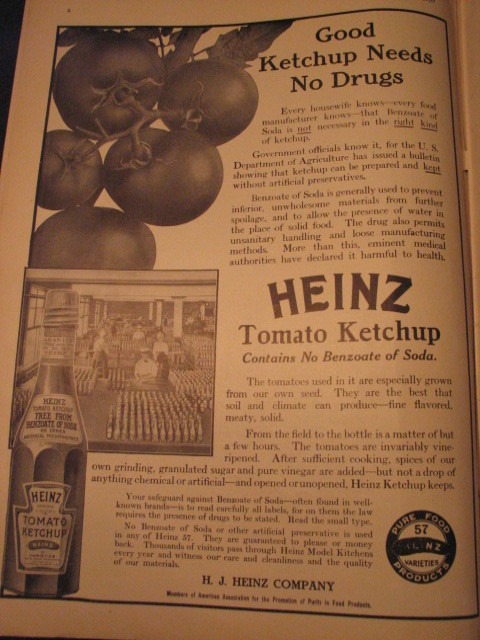 Good
Ketchup Needs
No Drugs
Every housewife knows—every food
manufacturer knows—that Benzoate of
Soda is not necessary in the right kind
of ketchup.
Government officials know it, for the U. S.
Department of Agriculture has issued a bulletin
showing that ketchup can be prepared and kept
without artificial preservatives.
Benzoate of Soda is generally used to prevent
inferior, unwholesome materials from further
spoilage, and to allow the presence of water in
the place of solid food. The drug also permits
unsanitary handling and loose manufacturing
methods. More than this, eminent medical
authorities have declared it harmful to health.
HEINZ
Tomato Ketchup
Contains No Benzoate of Soda.
The tomatoes used in it are especially grown
from our own seed. They are the best that
soil and climate can produce—fine flavored,
meaty, solid.
From the field to the bottle is a matter of but
a few hours. The tomatoes are invariably vine-
ripened. After sufficient cooking, spices of our
own grinding, granulated sugar and pure vinegar are added—but not a drop of
anything chemical or artificial—and opened or unopened, Heinz Ketchup keeps.
Your safeguard against Benzoate of Soda—often found in well-
known brands—is to read carefully all labels, for on them the law
requires the presence of drugs to be stated. Read the small type.
No Benzoate of Soda or other artificial preservative is used
in any of Heinz 57. They are guaranteed to please or money
back. Thousands of visitors pass through Heinz Model Kitchens
every year and witness our care and cleanliness and the quality
of our materials.
H. J. HEINZ COMPANY
Members of American Association for the Promotion of Purity in Food Products.
HEINZ
TOMATO KETCHUP
FREE FROM
BENZOATE OF SODA
HEINZ
TOMATO
KETCHUP
PURE FOOD
57
HEINZ
VARIETIES
PRODUCTS